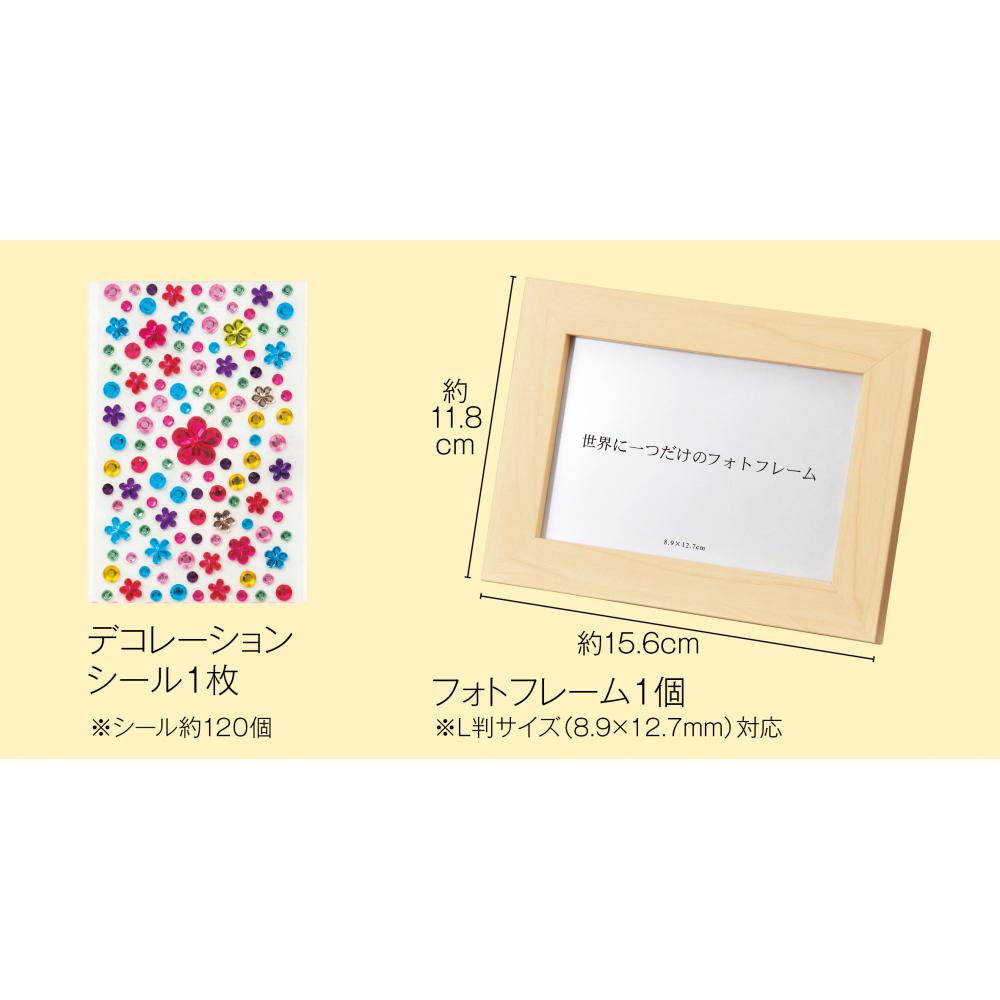 デコレーション
シール1枚
※シール約120個
約
11.8
cm
世界に一つだけのフォトフレーム
8.9×12.7cm
約15.6cm
フォトフレーム1個
※L判サイズ（8.9×12.7mm）対応